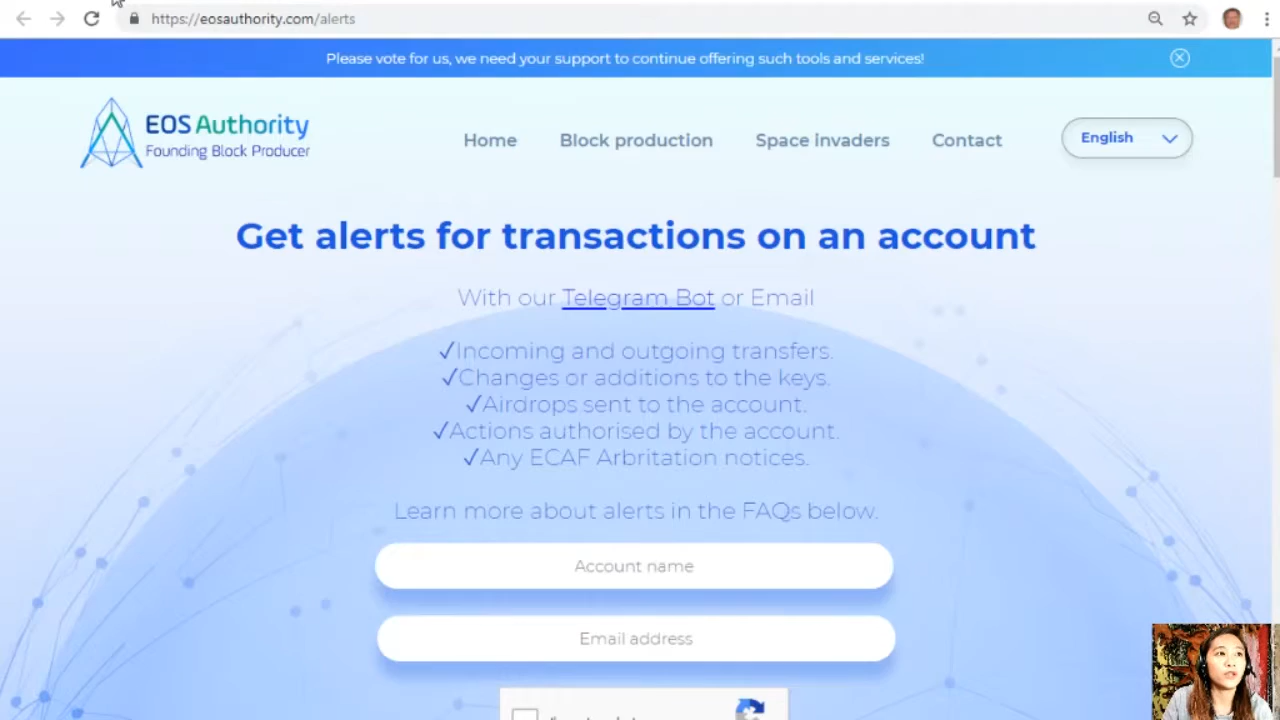 https://eosauthority.com/alerts
Please vote for us, we need your support to continue offering such tools and services!
EOS Authority
Founding Block Producer
Home
Block production
Space invaders
Contact
English
Get alerts for transactions on an account
With our Telegram Bot or Email
✓Incoming and outgoing transfers.
✓Changes or additions to the keys.
✓Airdrops sent to the account.
✓Actions authorised by the account.
✓Any ECAF Arbritation notices.
Learn more about alerts in the FAQs below.
Account name
Email address